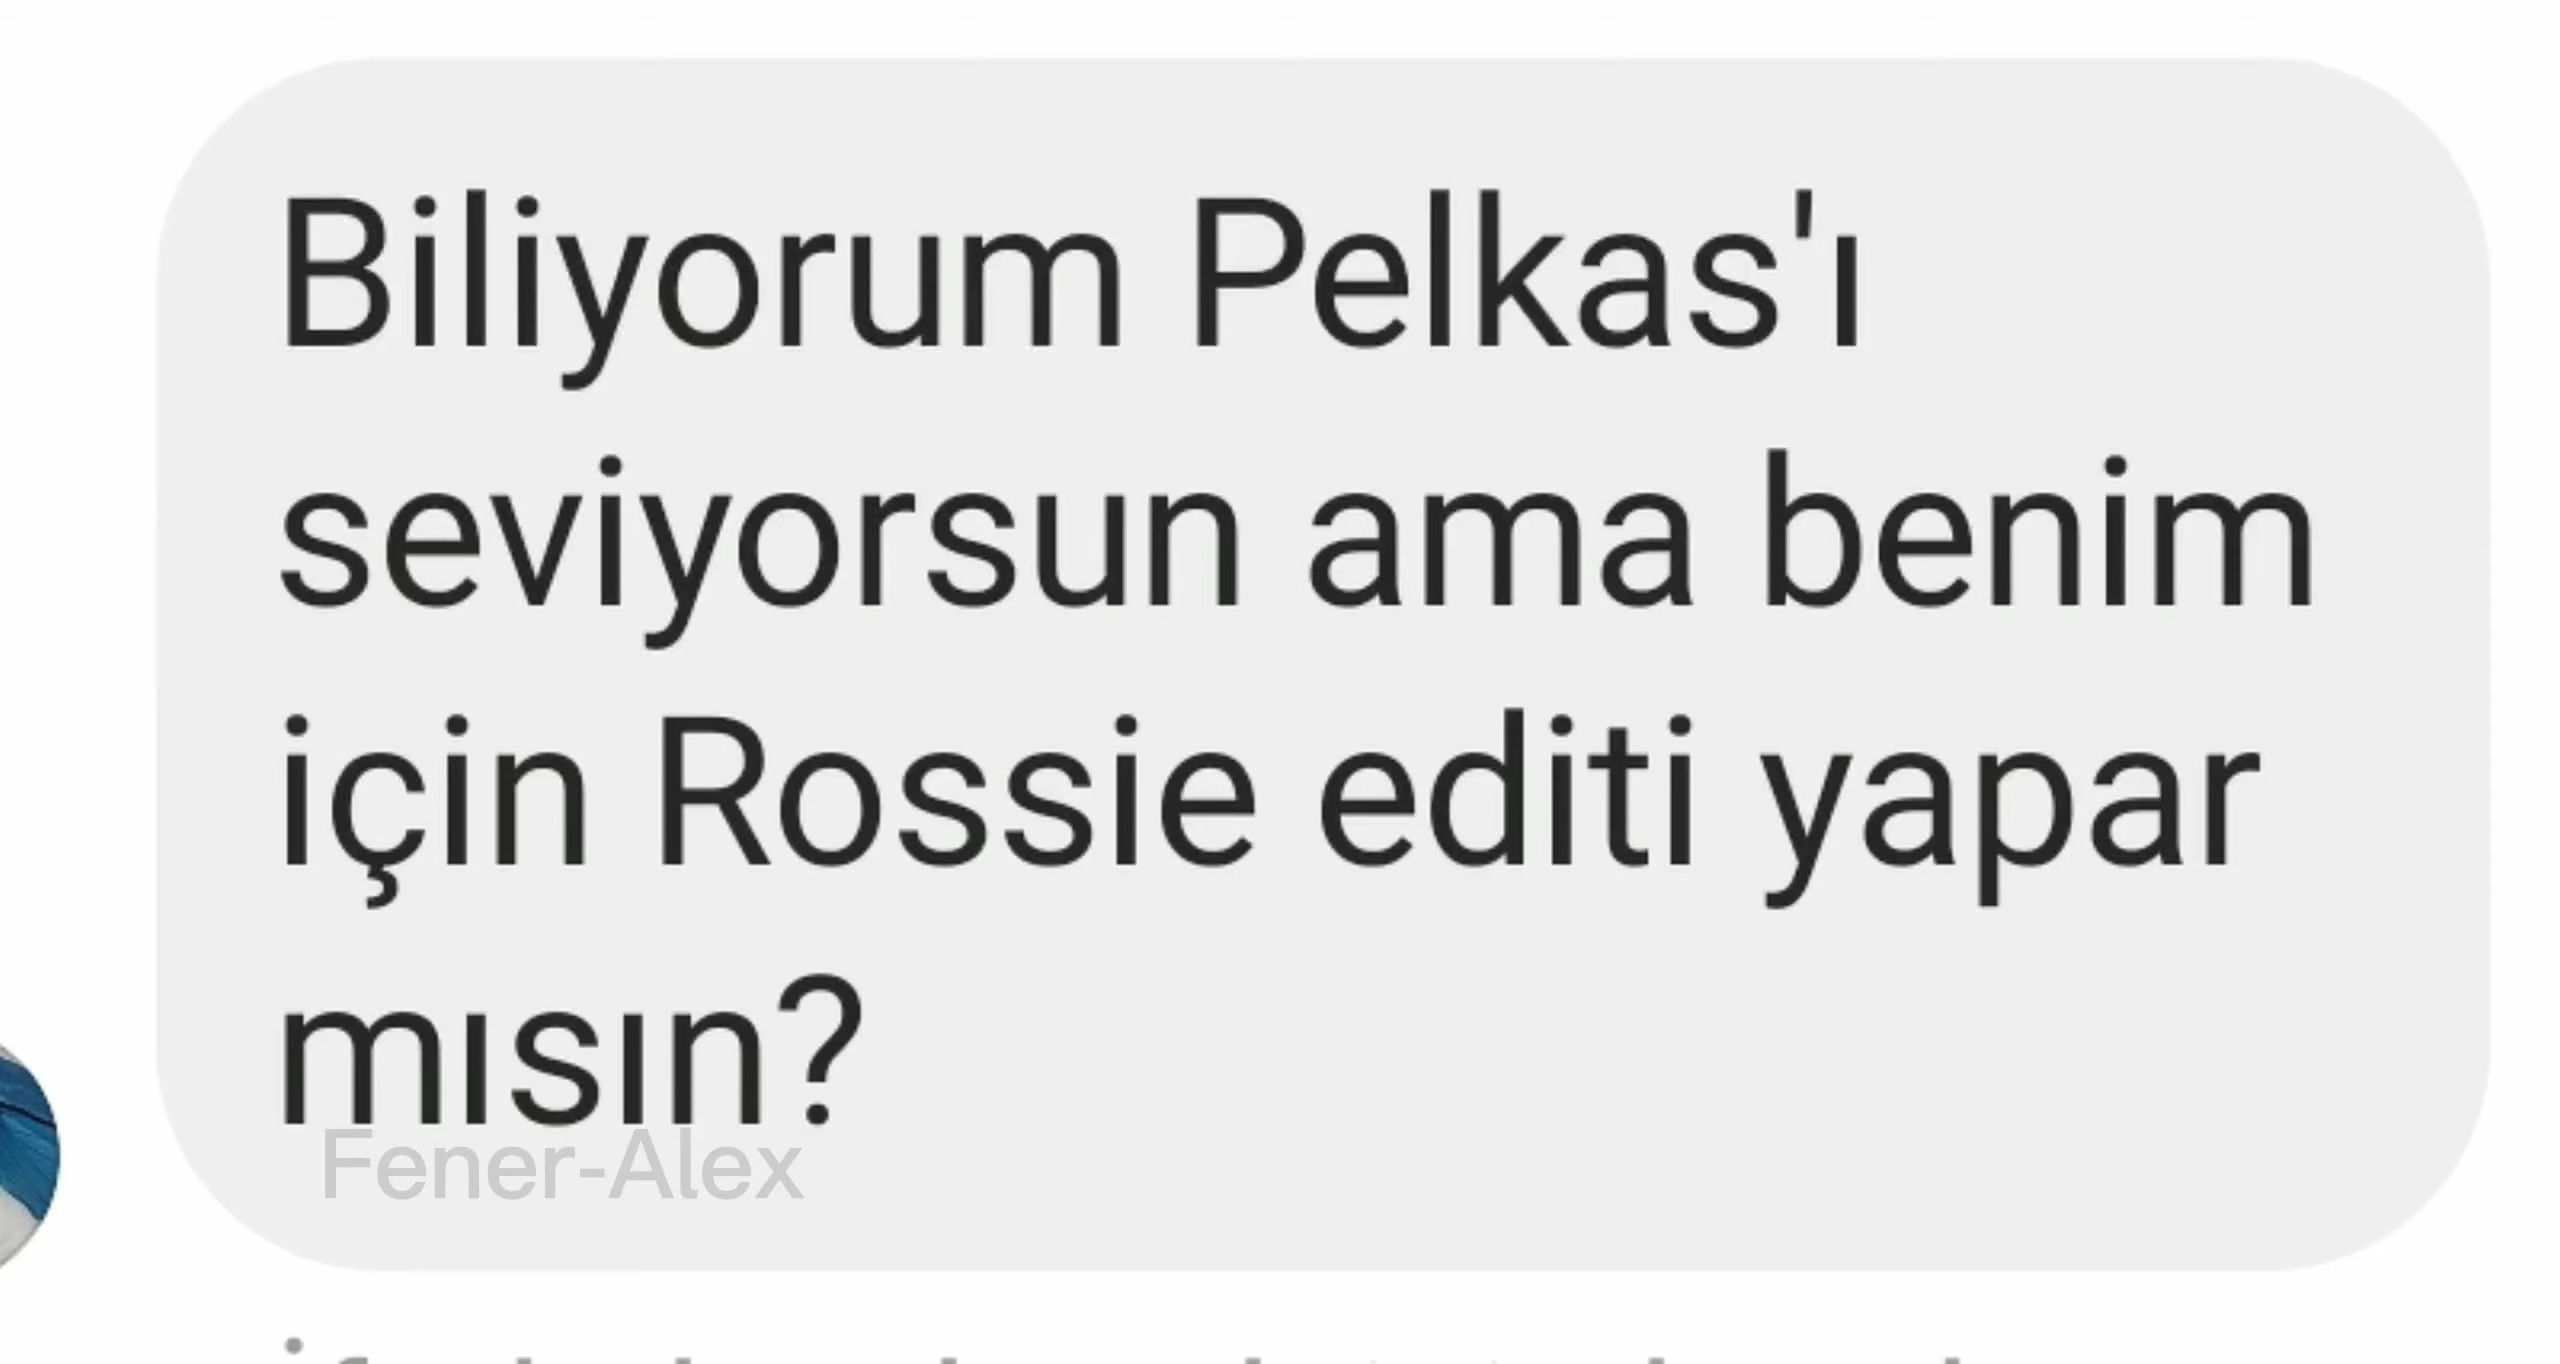 Biliyorum Pelkas'ı
seviyorsun ama benim
için Rossie editi yapar
mısın?
Fener-Alex